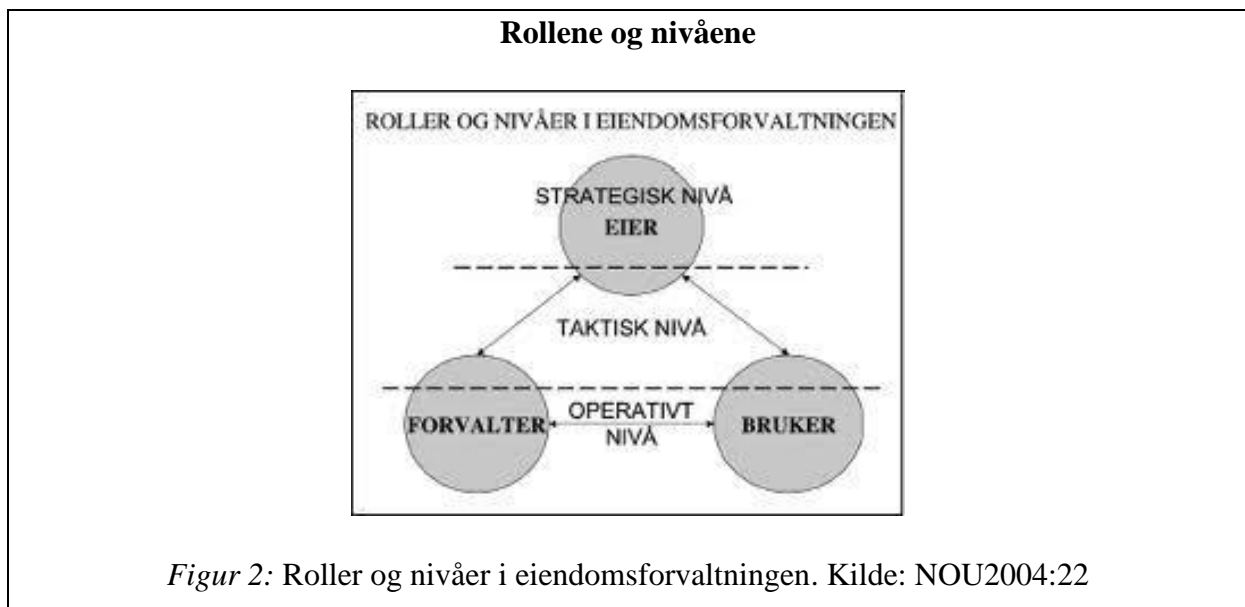 Rollene og nivåene
ROLLER OG NIVÅER I EIENDOMSFORVALTNINGEN
STRATEGISK NIVÅ
EIER
TAKTISK NIVÅ
FORVALTER
OPERATIVT
NIVÅ
BRUKER
Figur 2: Roller og nivåer i eiendomsforvaltningen. Kilde: NOU2004:22